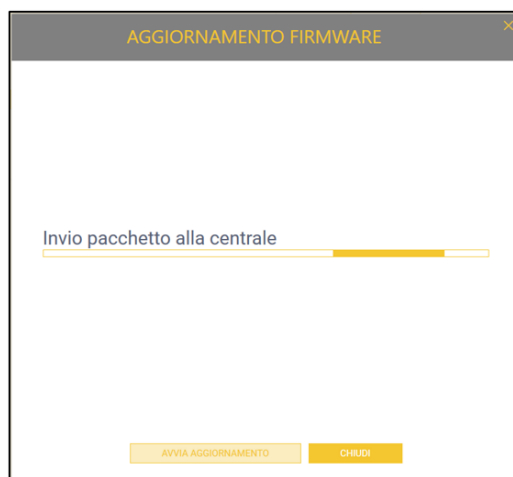 AGGIORNAMENTO FIRMWARE
Invio pacchetto alla centrale
AVVIA AGGIORNAMENTO
CHIUDI